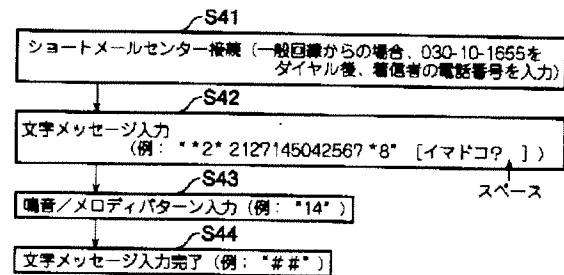 S41
ショートメールセンター接続（一般回線からの場合、030-10-1655を
ダイヤル後、着信者の電話番号を入力）
S42
文字メッセージ入力
（例： "*2* 2127145042567 *8" [イマドコ? ]）
スペース
S43
鳴音／メロディパターン入力（例： "14" ）
S44
文字メッセージ入力完了（例： "##" ）